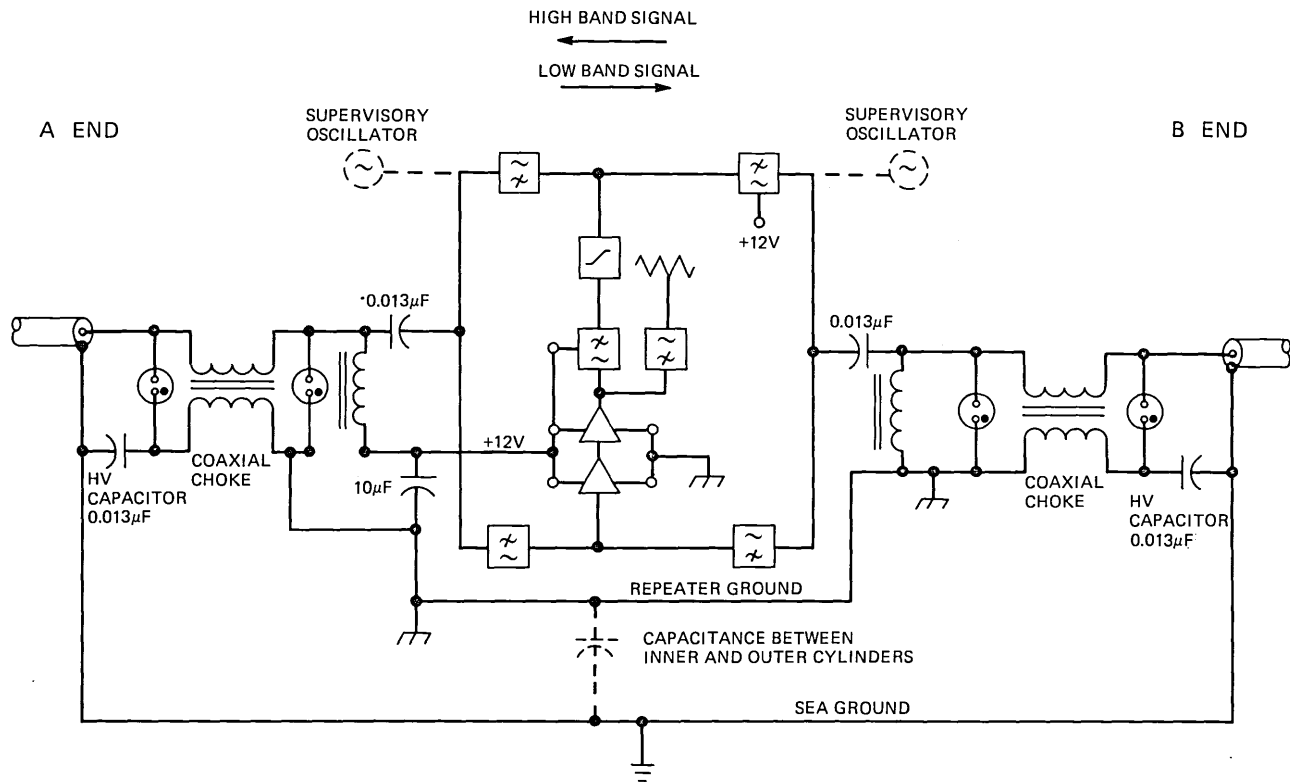 HIGH BAND SIGNAL
LOW BAND SIGNAL
A END
SUPERVISORY
OSCILLATOR
SUPERVISORY
OSCILLATOR
B END
+12V
0.013μF
0.013μF
+12V
10μF
HV
CAPACITOR
0.013μF
COAXIAL
CHOKE
COAXIAL
CHOKE
HV
CAPACITOR
0.013μF
REPEATER GROUND
CAPACITANCE BETWEEN
INNER AND OUTER CYLINDERS
SEA GROUND